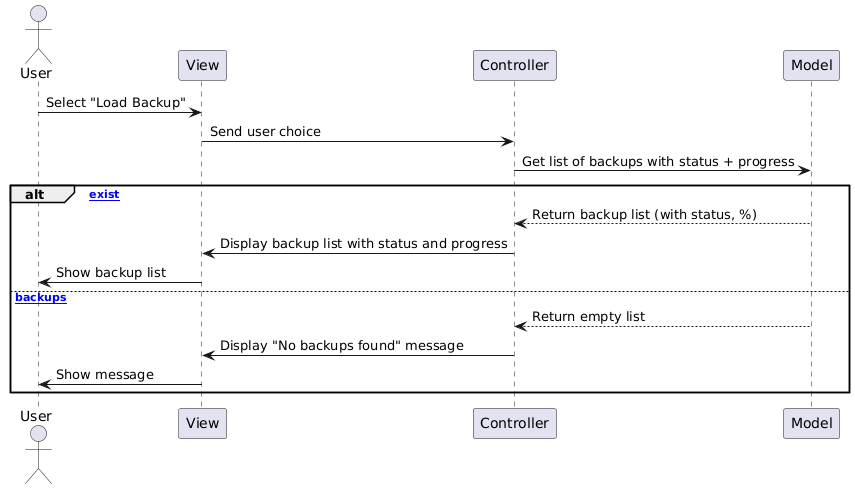 User
View
Controller
Model
Select "Load Backup"
Send user choice
Get list of backups with status + progress
alt
exist
Return backup list (with status, %)
Display backup list with status and progress
Show backup list
backups
Return empty list
Display "No backups found" message
Show message
User
View
Controller
Model